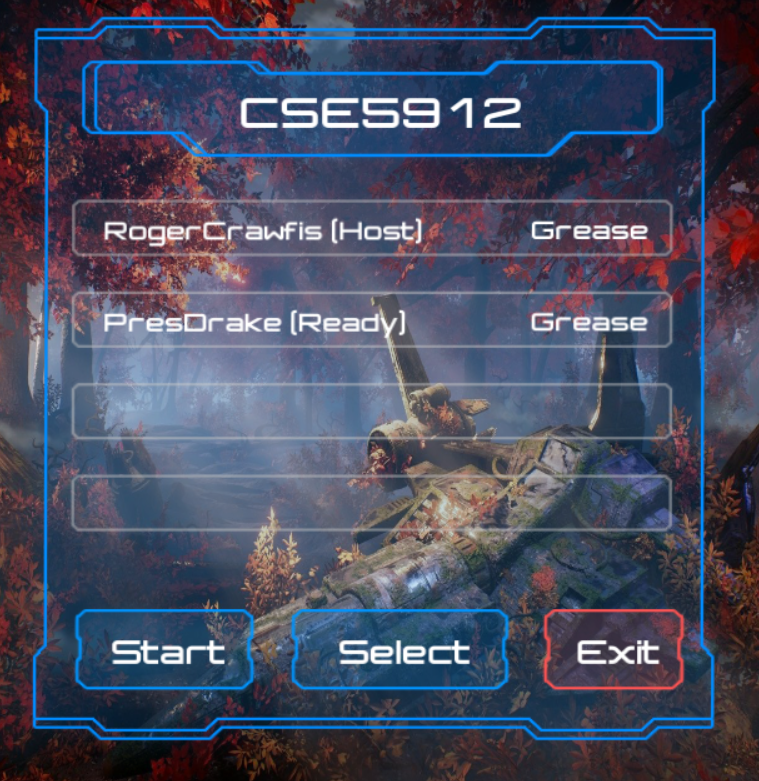 CSE5912
RogerCrawfis (Host) Grease
PresDrake (Ready) Grease
Start Select Exit